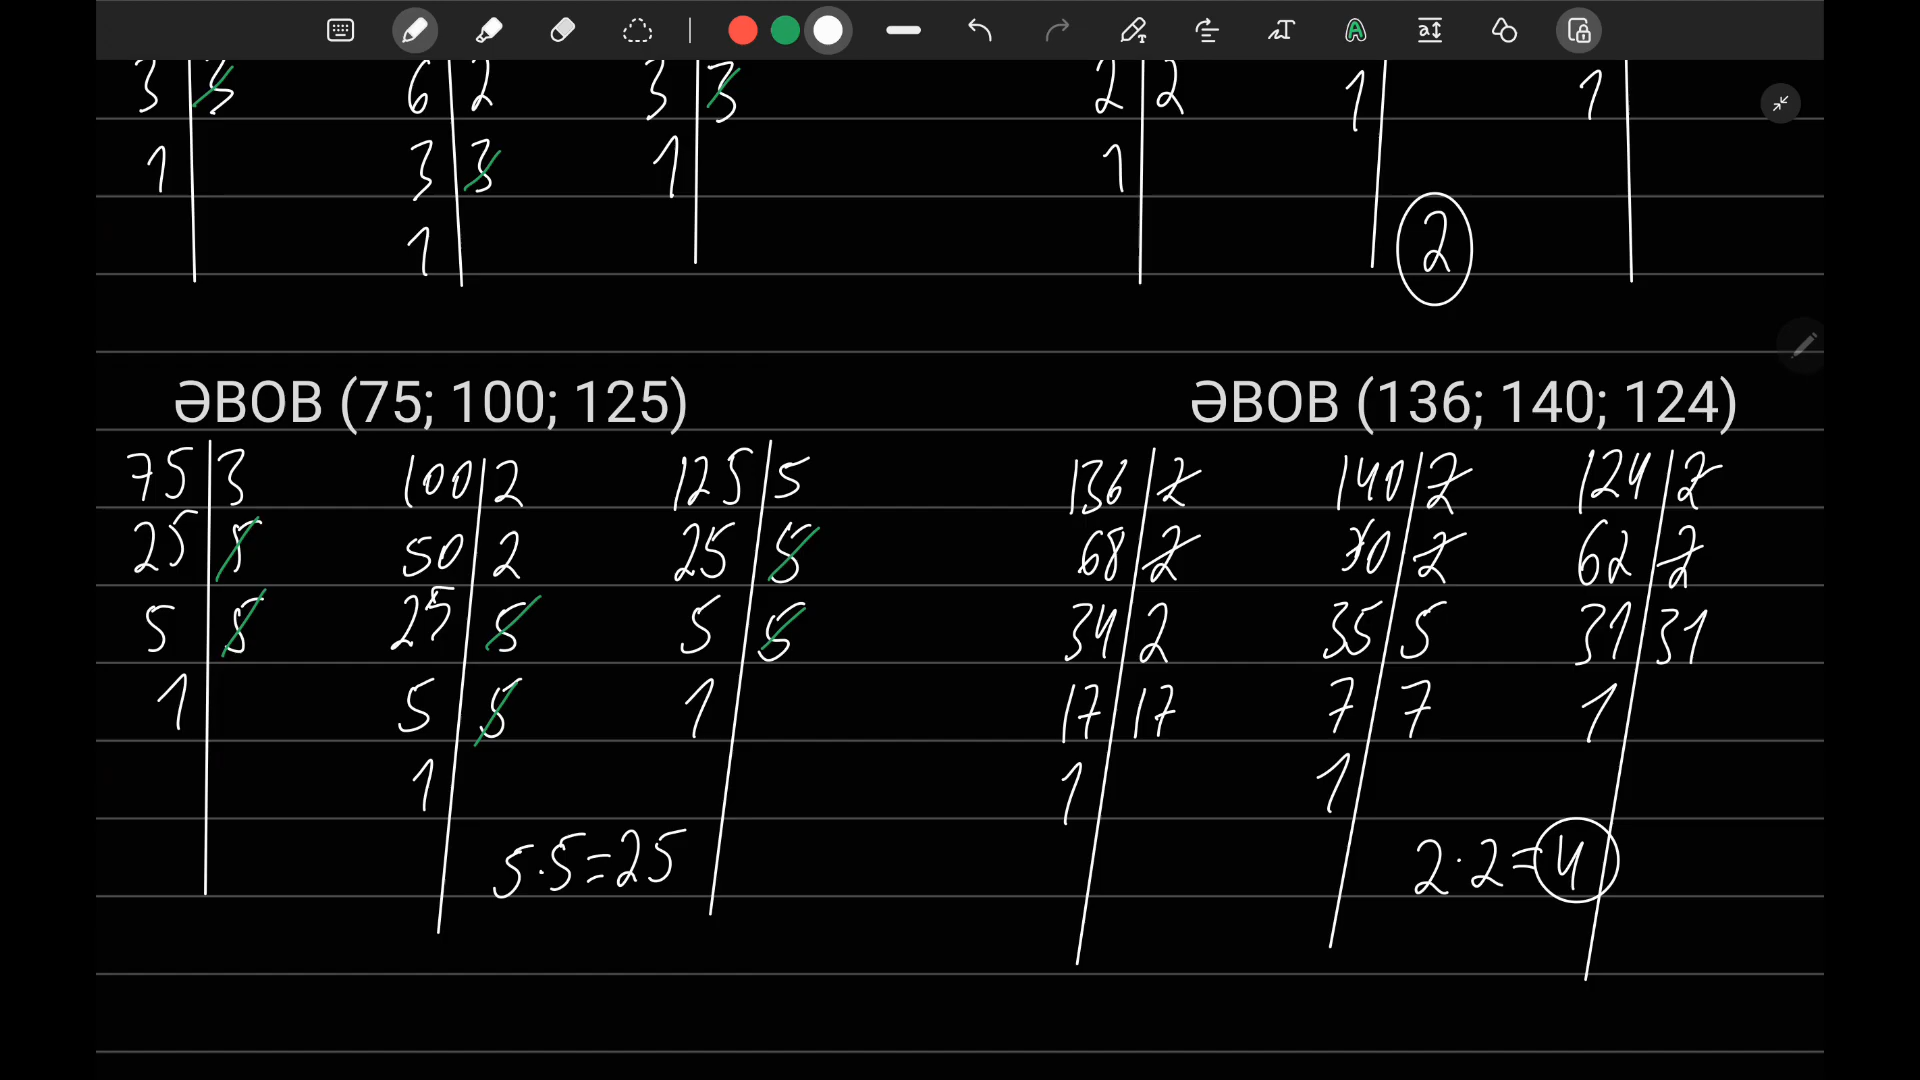 3 | 3 6 | 2 3 | 3 2 | 2 1 | 1 |
1 | 3 | 3 1 | 1 |
1 | 2
ƏBOB (75; 100; 125) ƏBOB (136; 140; 124)
75 | 3 100 | 2 125 | 5 136 | 2 140 | 2 124 | 2
25 | 5 50 | 2 25 | 5 68 | 2 70 | 2 62 | 2
5 | 5 25 | 5 5 | 5 34 | 2 35 | 5 31 | 31
1 | 5 | 5 1 | 17 | 17 7 | 7 1 |
1 | 1 | 1 |
5·5=25 2·2=4